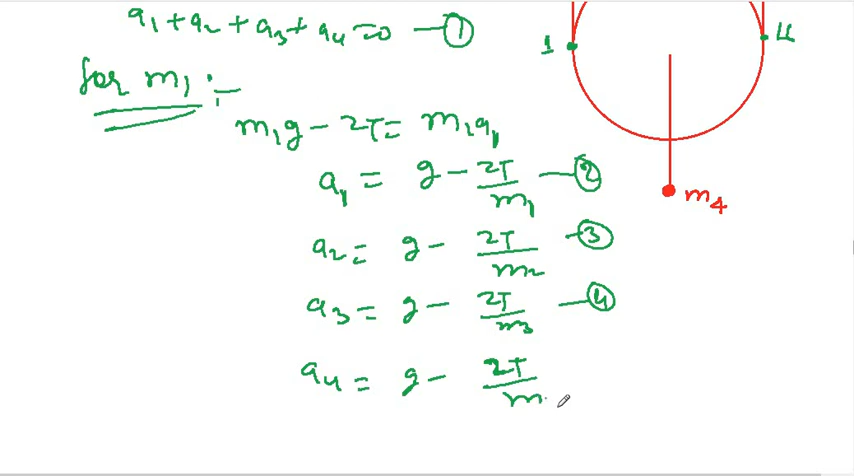 a1 + a2 + a3 + a4 = 0 — ①
1
4
for m1 :-
m1g - 2T = m1a1
a1 = g - 2T/m1 — ②
m4
a2 = g - 2T/m2 — ③
a3 = g - 2T/m3 — ④
a4 = g - 2T/m